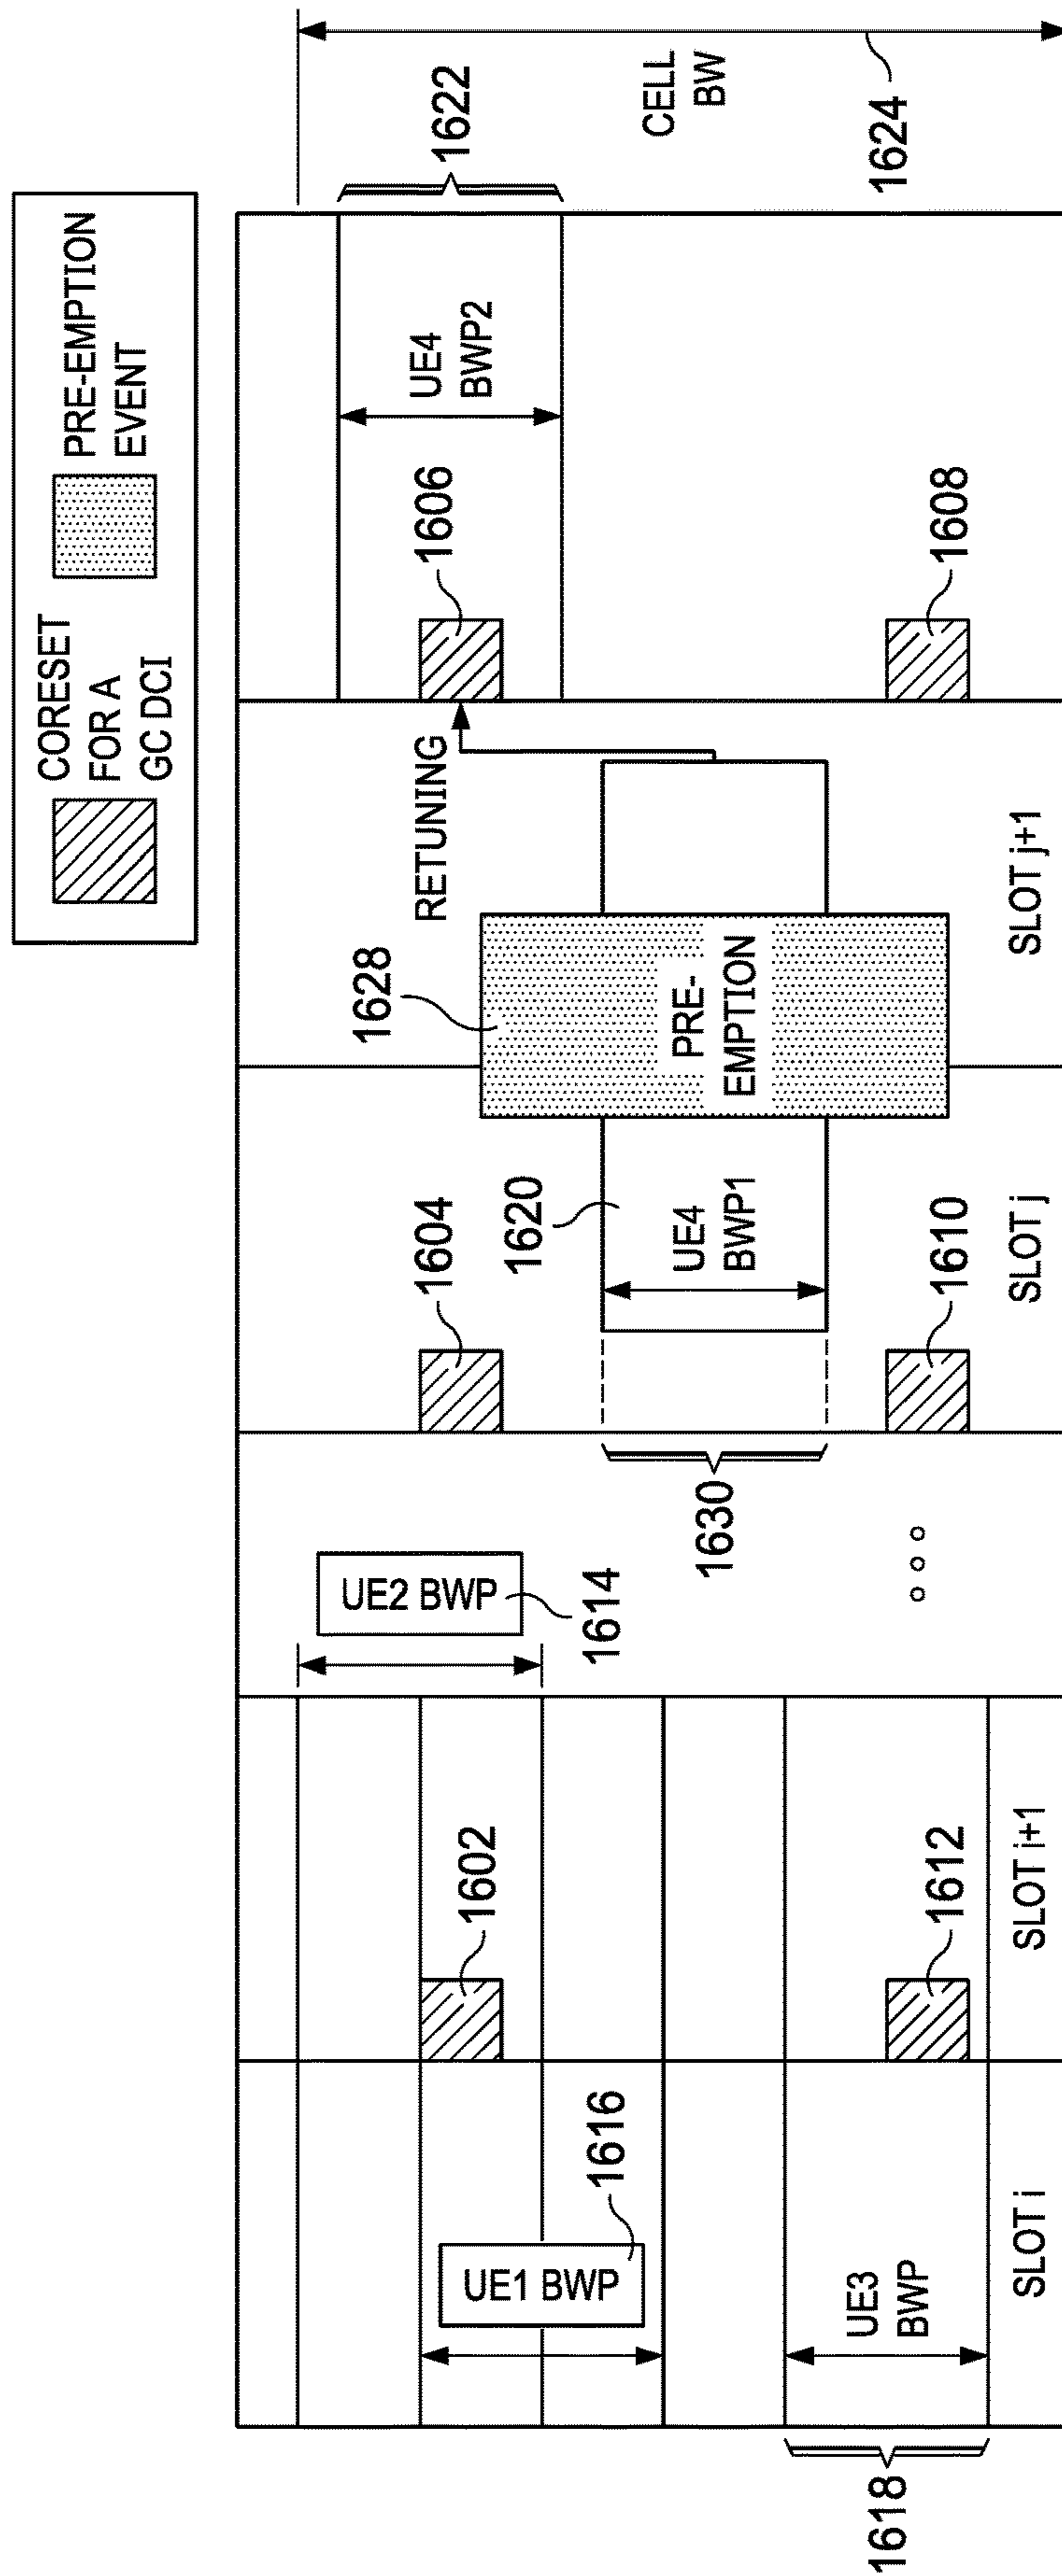 CORESET
FOR A
GC DCI
PRE-EMPTION
EVENT
1622
CELL
BW
1624
UE4
BWP2
1606
1608
RETUNING
1628
PRE-
EMPTION
SLOT j+1
1604
1620
UE4
BWP1
1610
SLOT j
1630
UE2 BWP
1614
1602
1612
SLOT i+1
UE1 BWP
1616
UE3
BWP
SLOT i
1618